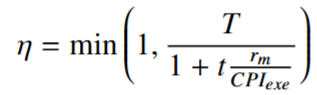 η = min(1, T / (1 + t r_m / CPI_exe))